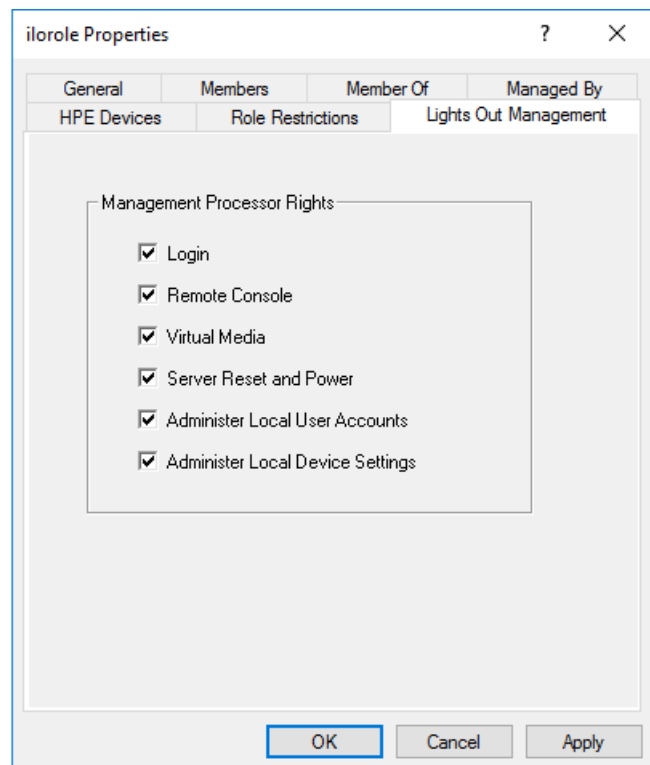 ilorole Properties ? ✕
General Members Member Of Managed By
HPE Devices Role Restrictions Lights Out Management
Management Processor Rights
Login
Remote Console
Virtual Media
Server Reset and Power
Administer Local User Accounts
Administer Local Device Settings
OK Cancel Apply